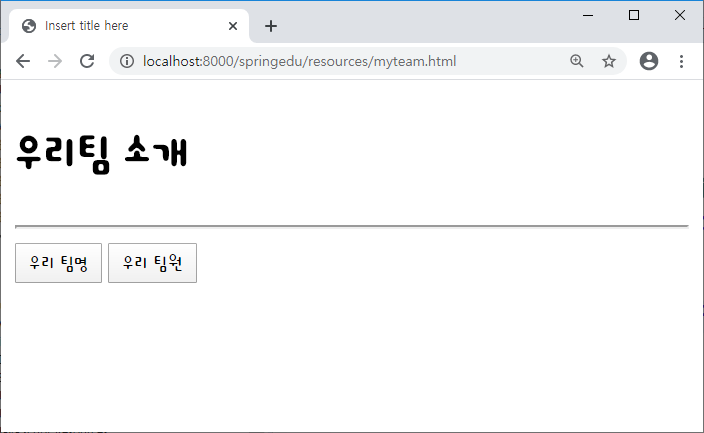 Insert title here
localhost:8000/springedu/resources/myteam.html
우리팀 소개
우리 팀명 우리 팀원